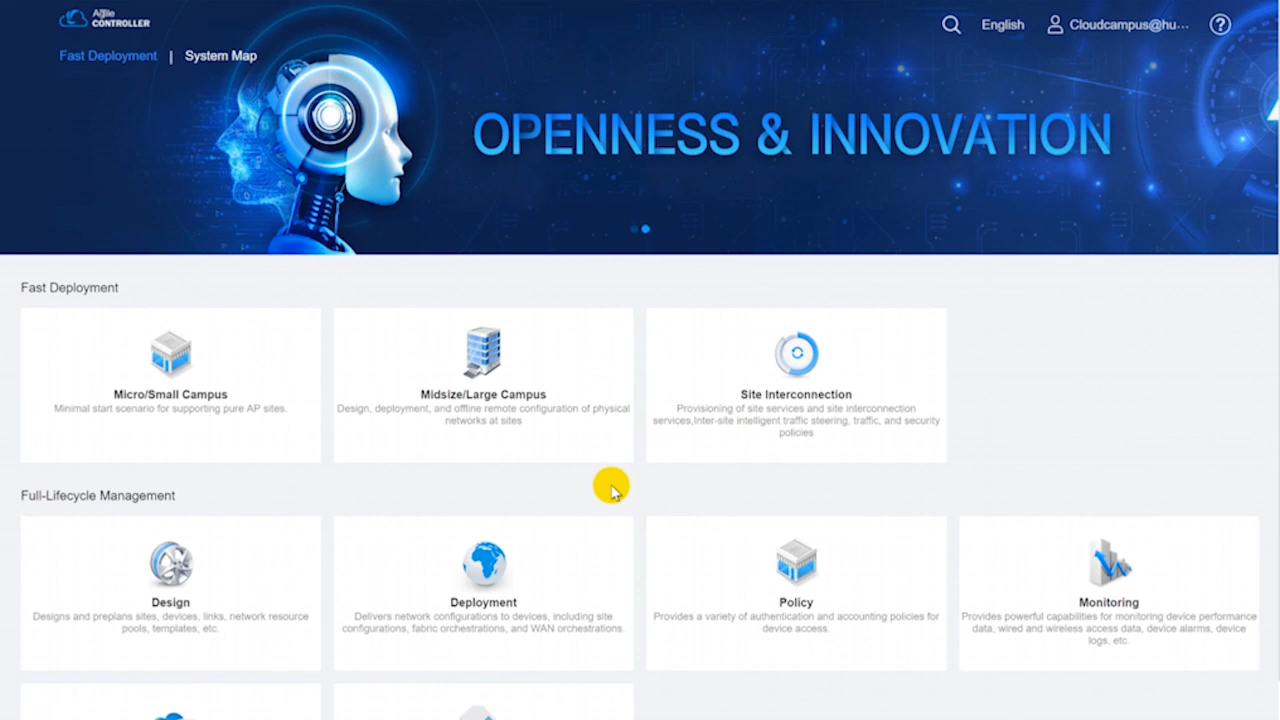 Agile
CONTROLLER
English
Cloudcampus@hu···
Fast Deployment | System Map
OPENNESS & INNOVATION
Fast Deployment
Micro/Small Campus
Minimal start scenario for supporting pure AP sites.
Midsize/Large Campus
Design, deployment, and offline remote configuration of physical
networks at sites
Site Interconnection
Provisioning of site services and site interconnection
services,Inter-site intelligent traffic steering, traffic, and security
policies
Full-Lifecycle Management
Design
Designs and preplans sites, devices, links, network resource
pools, templates, etc.
Deployment
Delivers network configurations to devices, including site
configurations, fabric orchestrations, and WAN orchestrations.
Policy
Provides a variety of authentication and accounting policies for
device access.
Monitoring
Provides powerful capabilities for monitoring device performance
data, wired and wireless access data, device alarms, device
logs, etc.